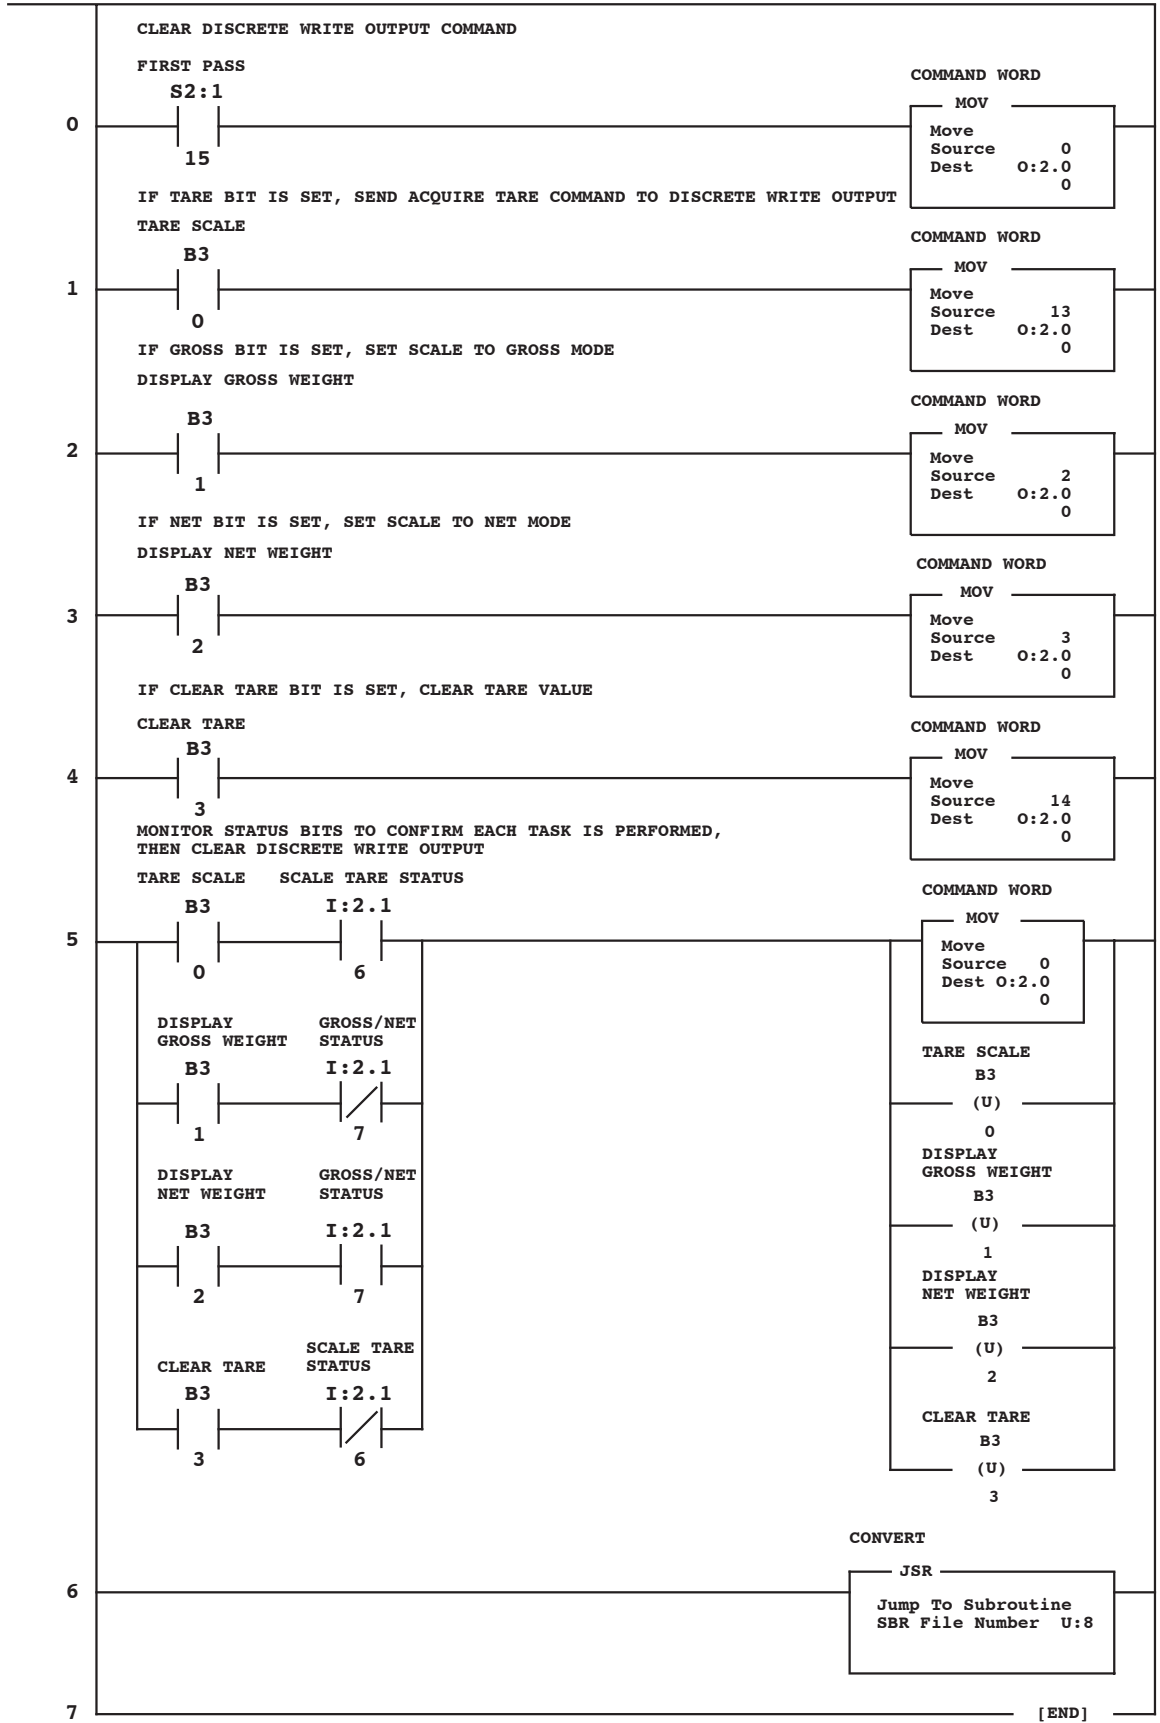 CLEAR DISCRETE WRITE OUTPUT COMMAND
FIRST PASS
S2:1
COMMAND WORD
MOV
0
15
Move
Source 0
Dest O:2.0
0
IF TARE BIT IS SET, SEND ACQUIRE TARE COMMAND TO DISCRETE WRITE OUTPUT
TARE SCALE
B3
COMMAND WORD
MOV
1
0
Move
Source 13
Dest O:2.0
0
IF GROSS BIT IS SET, SET SCALE TO GROSS MODE
DISPLAY GROSS WEIGHT
B3
COMMAND WORD
MOV
2
1
Move
Source 2
Dest O:2.0
0
IF NET BIT IS SET, SET SCALE TO NET MODE
DISPLAY NET WEIGHT
B3
COMMAND WORD
MOV
3
2
Move
Source 3
Dest O:2.0
0
IF CLEAR TARE BIT IS SET, CLEAR TARE VALUE
CLEAR TARE
B3
COMMAND WORD
MOV
4
3
Move
Source 14
Dest O:2.0
0
MONITOR STATUS BITS TO CONFIRM EACH TASK IS PERFORMED,
THEN CLEAR DISCRETE WRITE OUTPUT
TARE SCALE SCALE TARE STATUS
B3 I:2.1
COMMAND WORD
MOV
5
0 6
Move
Source 0
Dest O:2.0
0
DISPLAY GROSS/NET
GROSS WEIGHT STATUS
B3 I:2.1
1 7
TARE SCALE
B3
(U)
0
DISPLAY GROSS/NET
NET WEIGHT STATUS
B3 I:2.1
2 7
DISPLAY
GROSS WEIGHT
B3
(U)
1
DISPLAY
NET WEIGHT
B3
(U)
2
SCALE TARE
CLEAR TARE STATUS
B3 I:2.1
3 6
CLEAR TARE
B3
(U)
3
CONVERT
JSR
6
Jump To Subroutine
SBR File Number U:8
7
[END]